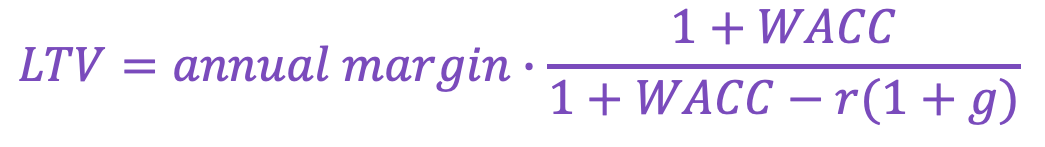 LTV = annual margin · (1 + WACC) / (1 + WACC − r(1 + g))